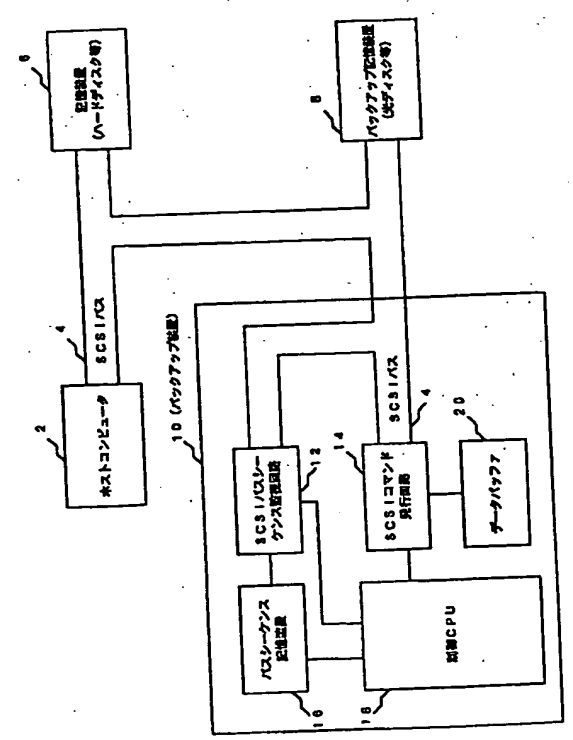 2
ホストコンピュータ
4
SCSIバス
6
記憶装置
(ハードディスク等)
8
バックアップ記憶装置
(光ディスク等)
10(バックアップ装置)
バスシーケンス
記憶装置
16
SCSIバスシー
ケンス監視回路
12
14
SCSIコマンド
発行回路
SCSIバス
4
18
制御CPU
20
データバッファ